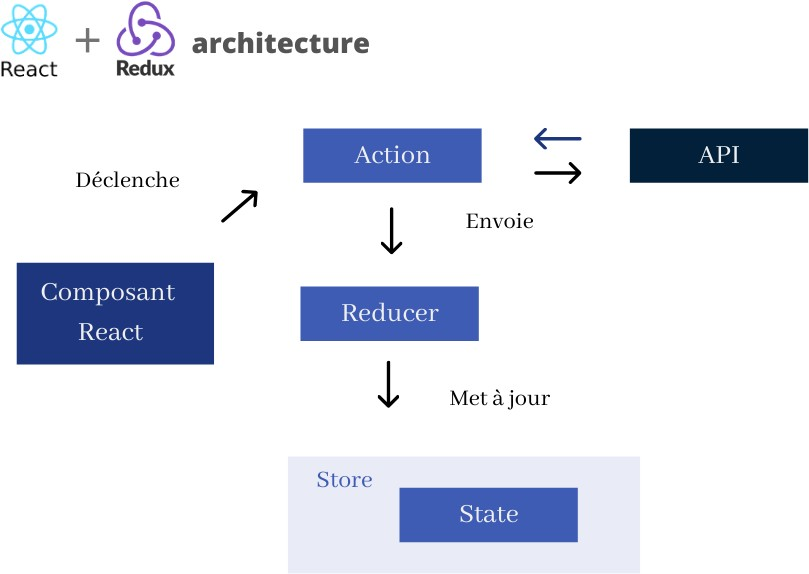 React
+
Redux
architecture
Action
API
Déclenche
Envoie
Composant
React
Reducer
Met à jour
Store
State